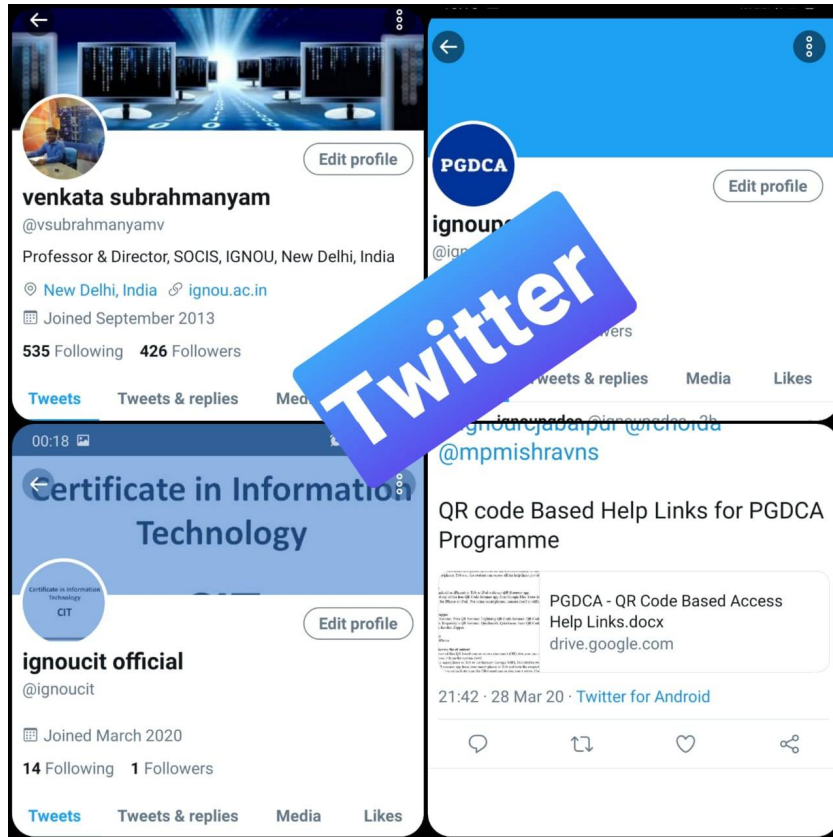 Edit profile
venkata subrahmanyam
@vsubrahmanyamv
Professor & Director, SOCIS, IGNOU, New Delhi, India
New Delhi, India ignou.ac.in
Joined September 2013
535 Following 426 Followers
Tweets Tweets & replies
PGDCA
Edit profile
Tweets & replies Media Likes
Twitter
00:18
Certificate in Information
Technology
Certificate in Information
Technology
CIT
Edit profile
ignoucit official
@ignoucit
Joined March 2020
14 Following 1 Followers
Tweets Tweets & replies Media Likes
@mpmishravns
QR code Based Help Links for PGDCA
Programme
PGDCA - QR Code Based Access
Help Links.docx
drive.google.com
21:42 · 28 Mar 20 · Twitter for Android